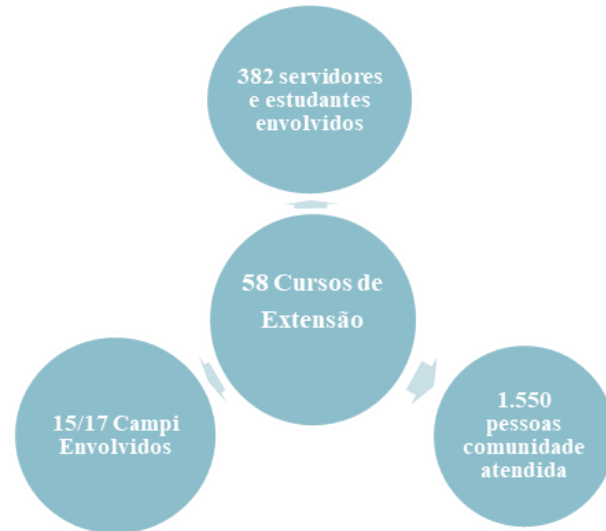 382 servidores
e estudantes
envolvidos
58 Cursos de
Extensão
15/17 Campi
Envolvidos
1.550
pessoas
comunidade
atendida